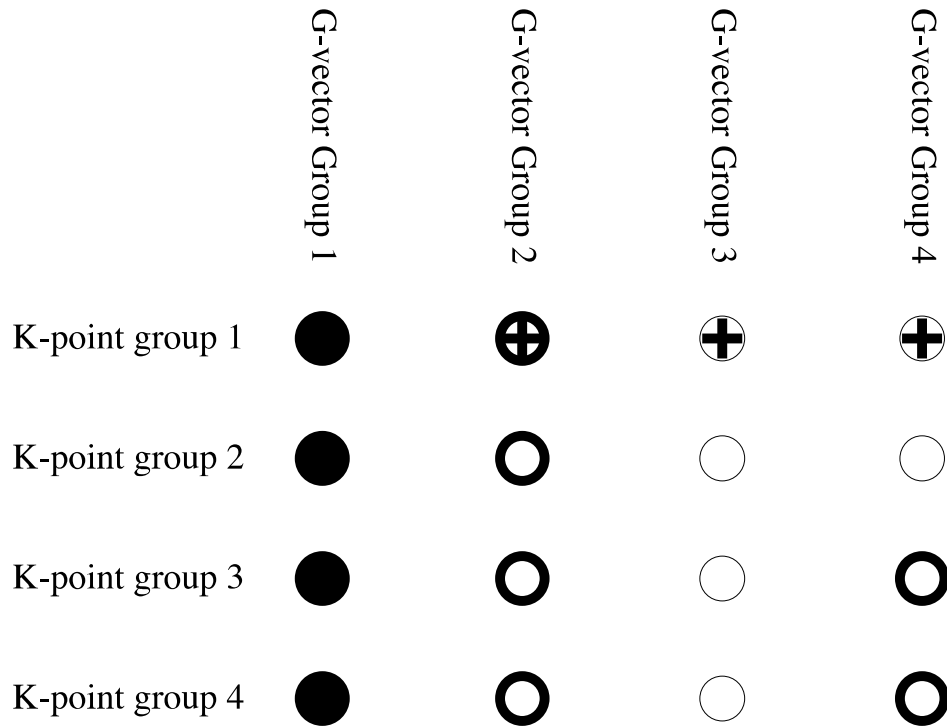 G-vector Group 1
G-vector Group 2
G-vector Group 3
G-vector Group 4
K-point group 1
K-point group 2
K-point group 3
K-point group 4